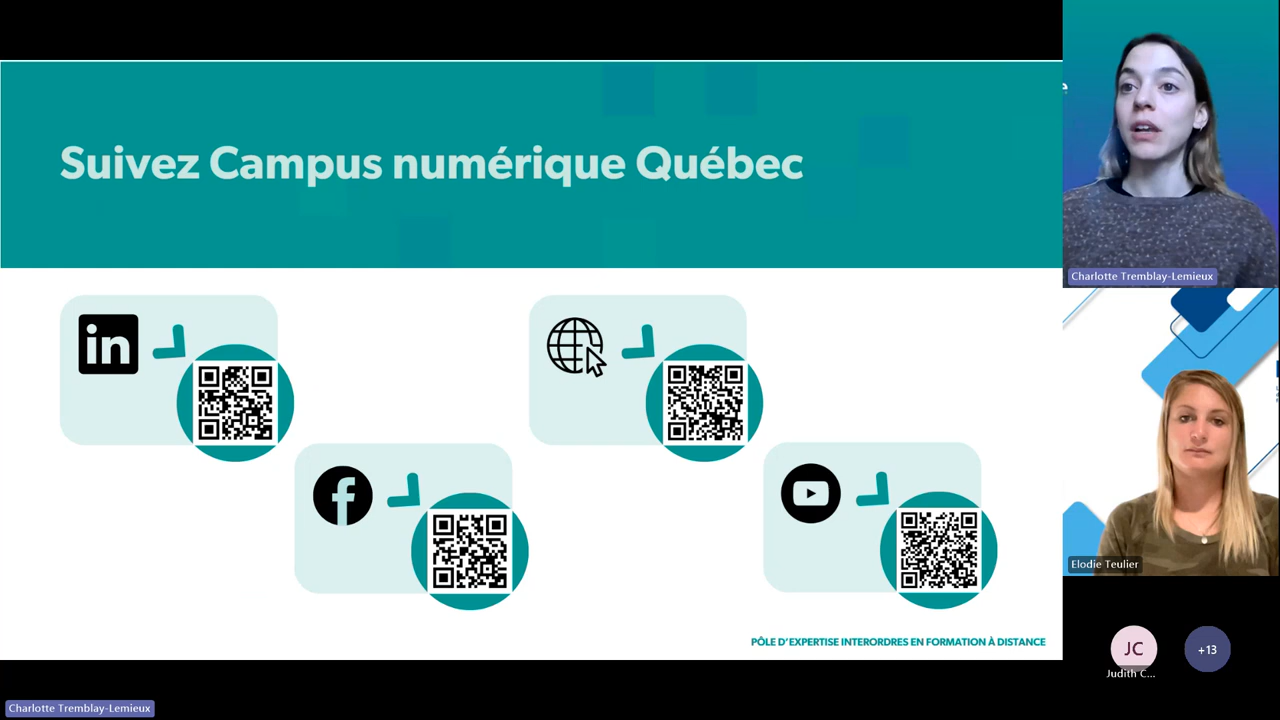 Suivez Campus numérique Québec
in
f
PÔLE D'EXPERTISE INTERORDRES EN FORMATION À DISTANCE
Charlotte Tremblay-Lemieux
e
Charlotte Tremblay-Lemieux
Elodie Teulier
JC
Judith C...
+13